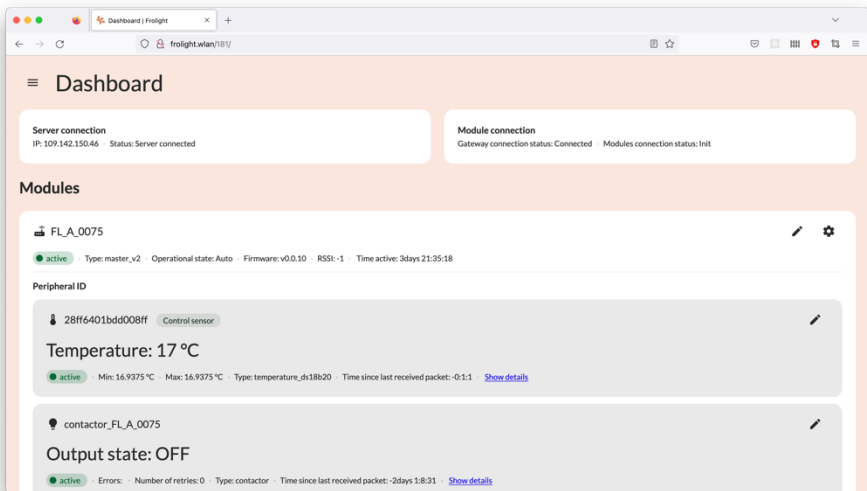 Dashboard | Frolight
frolight.wlan/181/
Dashboard
Server connection
IP: 109.142.150.46 · Status: Server connected
Module connection
Gateway connection status: Connected · Modules connection status: Init
Modules
FL_A_0075
active · Type: master_v2 · Operational state: Auto · Firmware: v0.0.10 · RSSI: -1 · Time active: 3days 21:35:18
Peripheral ID
28ff6401bdd008ff Control sensor
Temperature: 17 °C
active · Min: 16.9375 °C · Max: 16.9375 °C · Type: temperature_ds18b20 · Time since last received packet: -0:1:1 · Show details
contactor_FL_A_0075
Output state: OFF
active · Errors: · Number of retries: 0 · Type: contactor · Time since last received packet: -2days 1:8:31 · Show details